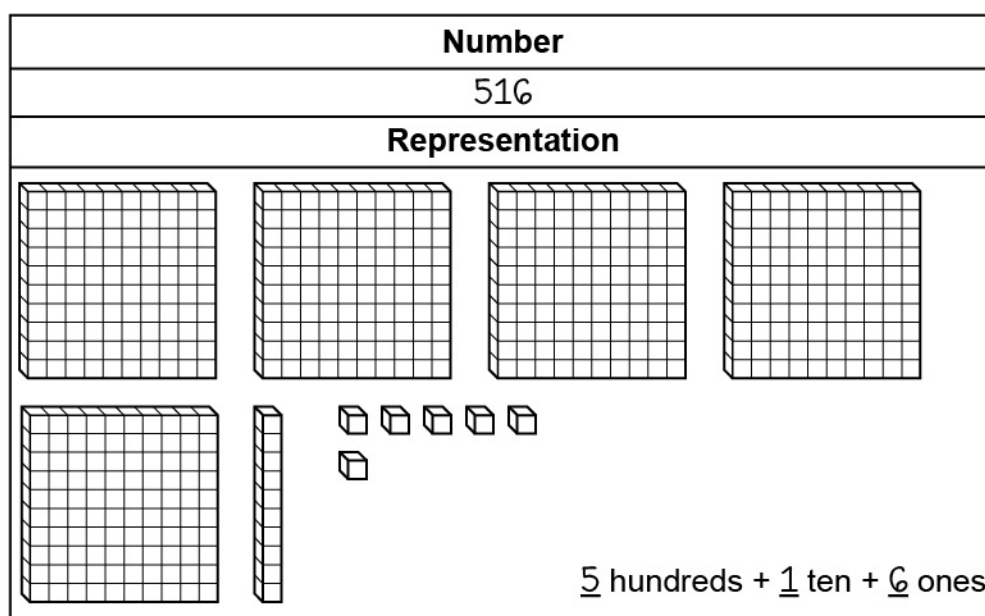 Number
516
Representation
5 hundreds + 1 ten + 6 ones